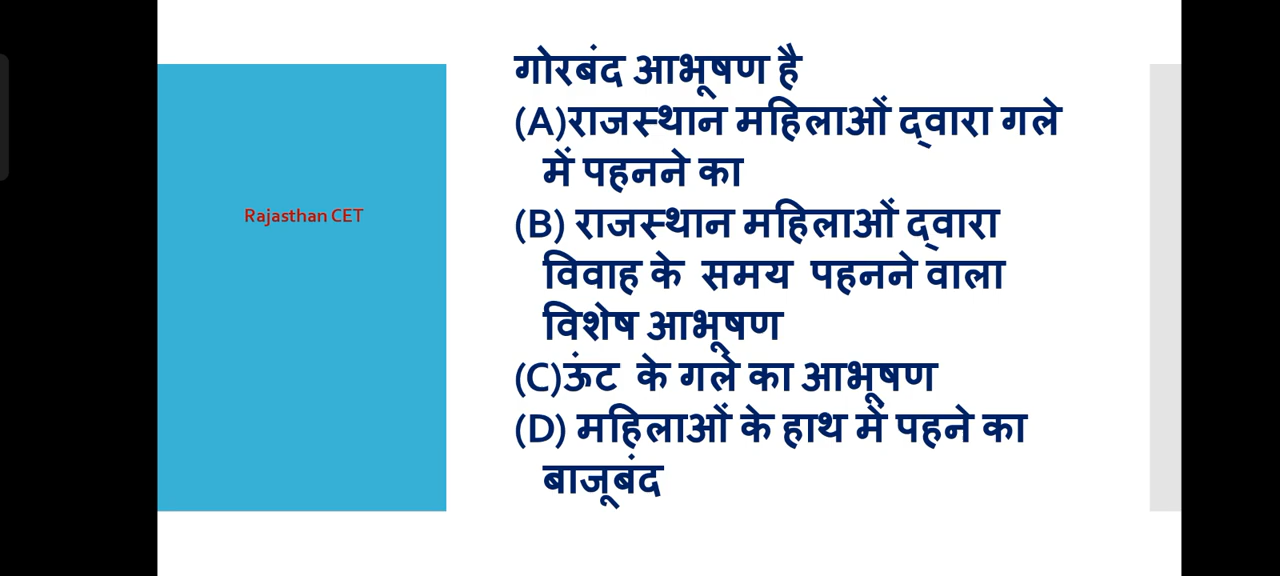 Rajasthan CET
गोरबंद आभूषण है
(A)राजस्थान महिलाओं द्वारा गले
में पहनने का
(B) राजस्थान महिलाओं द्वारा
विवाह के समय पहनने वाला
विशेष आभूषण
(C)ऊंट के गले का आभूषण
(D) महिलाओं के हाथ में पहने का
बाजूबंद